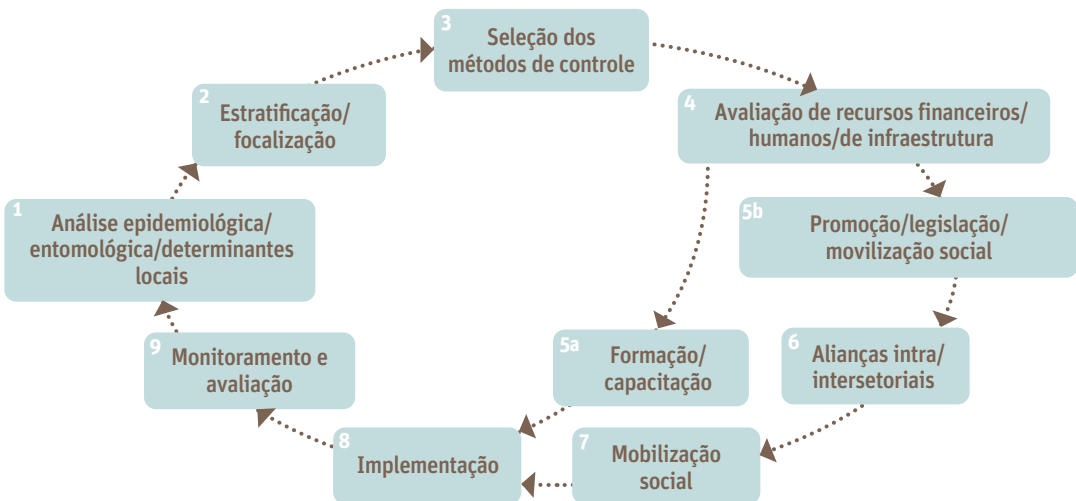 1
Análise epidemiológica/
entomológica/determinantes
locais
2
Estratificação/
focalização
3
Seleção dos
métodos de controle
4
Avaliação de recursos financeiros/
humanos/de infraestrutura
5a
Formação/
capacitação
5b
Promoção/legislação/
movilização social
6
Alianças intra/
intersetoriais
7
Mobilização
social
8
Implementação
9
Monitoramento e
avaliação